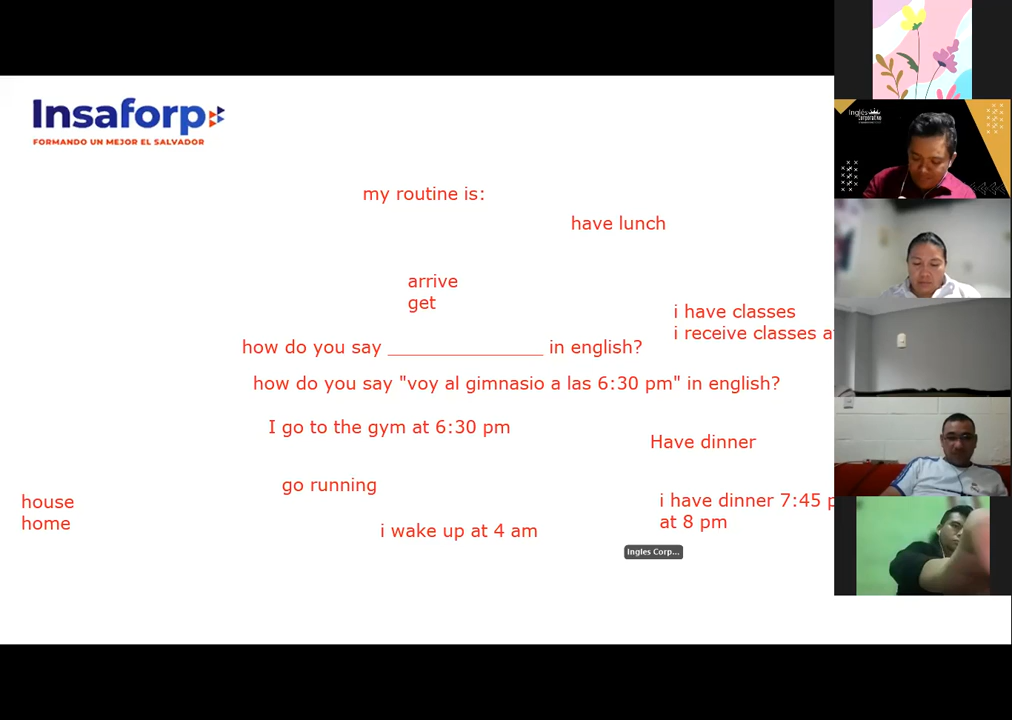 Insaforp
FORMANDO UN MEJOR EL SALVADOR
my routine is:
have lunch
arrive
get
i have classes
i receive classes
how do you say ________________ in english?
how do you say "voy al gimnasio a las 6:30 pm" in english?
I go to the gym at 6:30 pm
Have dinner
go running
house
home
i have dinner 7:45
at 8 pm
i wake up at 4 am
Ingles Corp...
Inglés
corporativo